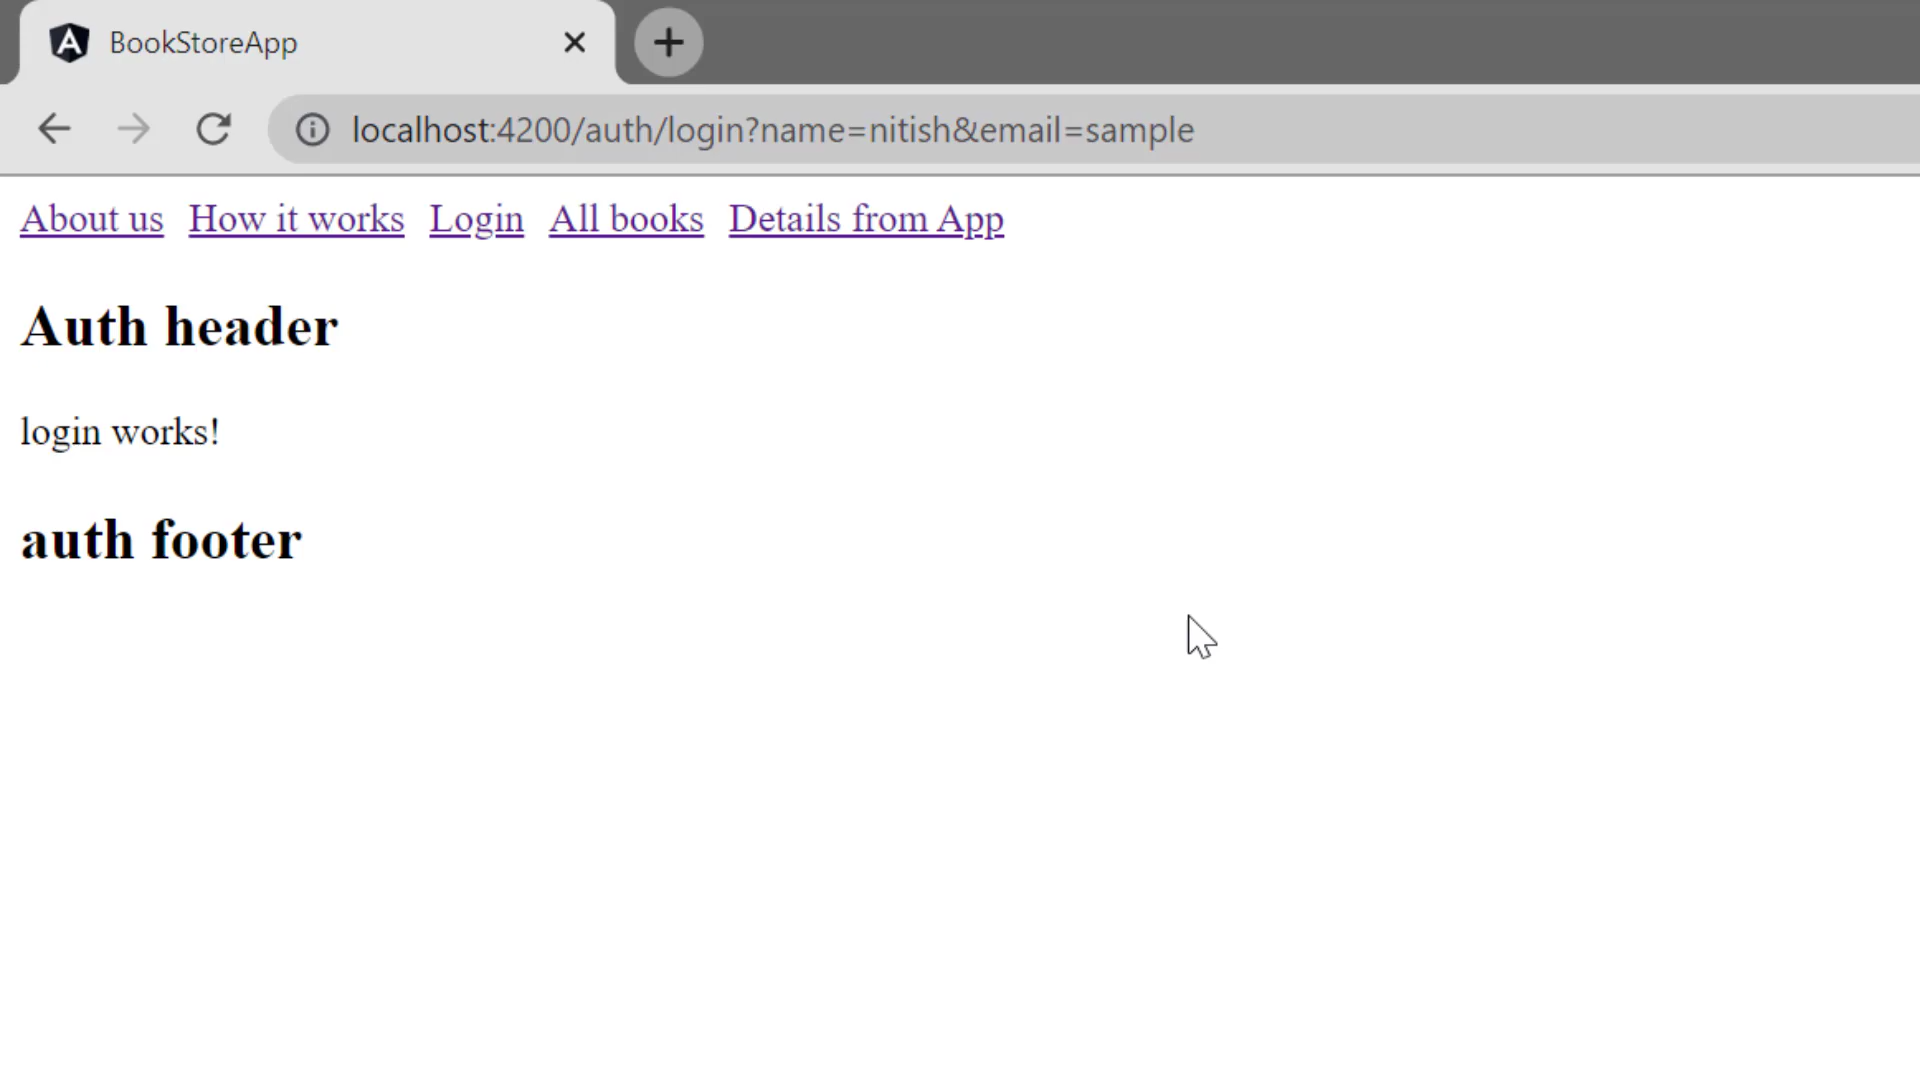 BookStoreApp
localhost:4200/auth/login?name=nitish&email=sample
About us How it works Login All books Details from App
Auth header
login works!
auth footer